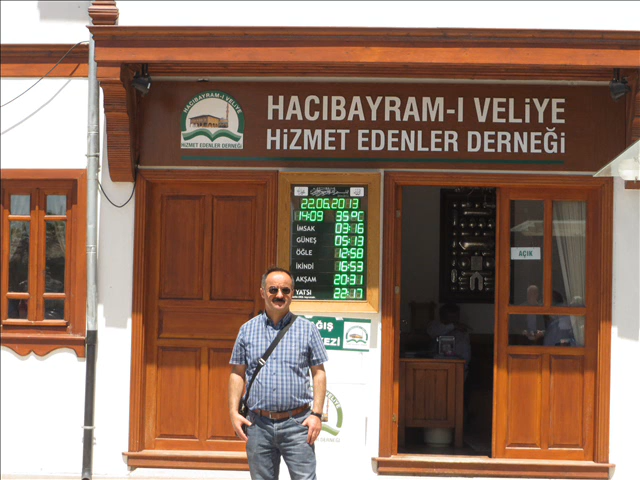 HACIBAYRAM-I VELİYE
HİZMET EDENLER DERNEĞİ
HACIBAYRAM-I VELİYE
HİZMET EDENLER DERNEĞİ
22.06.2013
14:09 35°C
İMSAK 03:16
GÜNEŞ 05:13
ÖĞLE 12:58
İKİNDİ 16:53
AKŞAM 20:31
YATSI 22:17
AÇIK